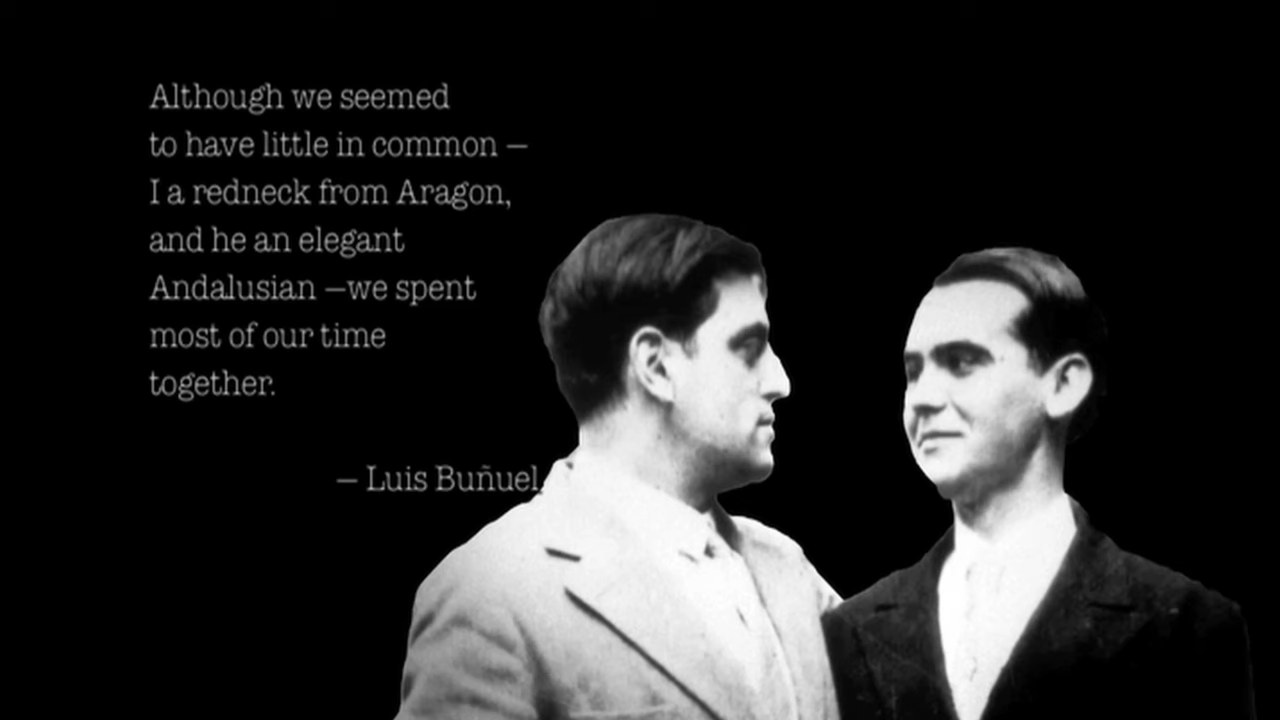 Although we seemed
to have little in common —
I a redneck from Aragon,
and he an elegant
Andalusian —we spent
most of our time
together.
— Luis Buñuel,